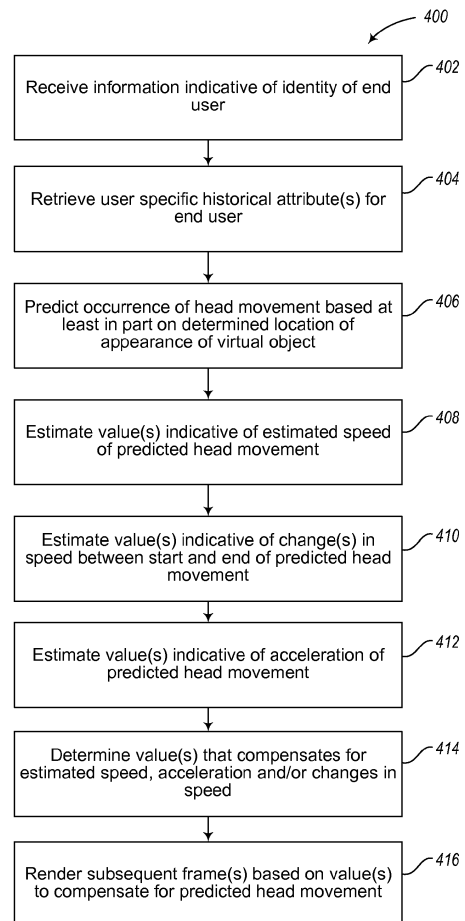 400
402
Receive information indicative of identity of end
user
404
Retrieve user specific historical attribute(s) for
end user
406
Predict occurrence of head movement based at
least in part on determined location of
appearance of virtual object
408
Estimate value(s) indicative of estimated speed
of predicted head movement
410
Estimate value(s) indicative of change(s) in
speed between start and end of predicted head
movement
412
Estimate value(s) indicative of acceleration of
predicted head movement
414
Determine value(s) that compensates for
estimated speed, acceleration and/or changes in
speed
416
Render subsequent frame(s) based on value(s)
to compensate for predicted head movement